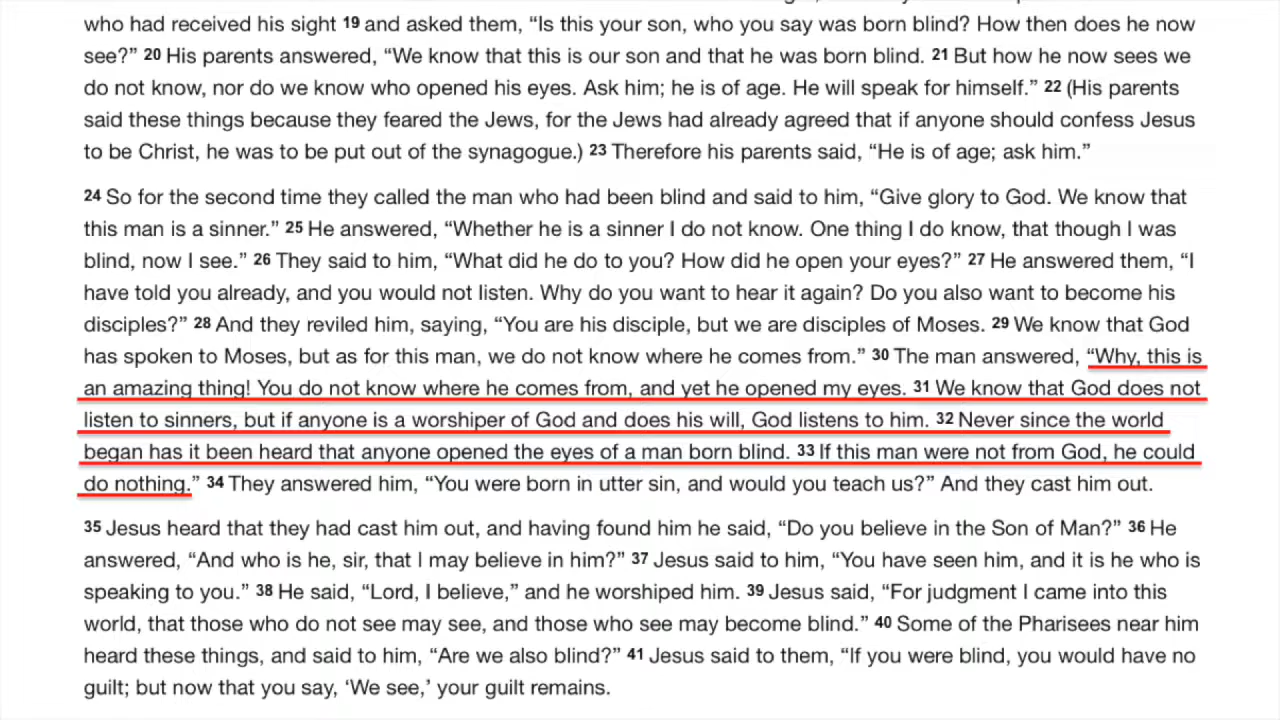 who had received his sight 19 and asked them, “Is this your son, who you say was born blind? How then does he now
see?” 20 His parents answered, “We know that this is our son and that he was born blind. 21 But how he now sees we
do not know, nor do we know who opened his eyes. Ask him; he is of age. He will speak for himself.” 22 (His parents
said these things because they feared the Jews, for the Jews had already agreed that if anyone should confess Jesus
to be Christ, he was to be put out of the synagogue.) 23 Therefore his parents said, “He is of age; ask him.”
24 So for the second time they called the man who had been blind and said to him, “Give glory to God. We know that
this man is a sinner.” 25 He answered, “Whether he is a sinner I do not know. One thing I do know, that though I was
blind, now I see.” 26 They said to him, “What did he do to you? How did he open your eyes?” 27 He answered them, “I
have told you already, and you would not listen. Why do you want to hear it again? Do you also want to become his
disciples?” 28 And they reviled him, saying, “You are his disciple, but we are disciples of Moses. 29 We know that God
has spoken to Moses, but as for this man, we do not know where he comes from.” 30 The man answered, “Why, this is
an amazing thing! You do not know where he comes from, and yet he opened my eyes. 31 We know that God does not
listen to sinners, but if anyone is a worshiper of God and does his will, God listens to him. 32 Never since the world
began has it been heard that anyone opened the eyes of a man born blind. 33 If this man were not from God, he could
do nothing.” 34 They answered him, “You were born in utter sin, and would you teach us?” And they cast him out.
35 Jesus heard that they had cast him out, and having found him he said, “Do you believe in the Son of Man?” 36 He
answered, “And who is he, sir, that I may believe in him?” 37 Jesus said to him, “You have seen him, and it is he who is
speaking to you.” 38 He said, “Lord, I believe,” and he worshiped him. 39 Jesus said, “For judgment I came into this
world, that those who do not see may see, and those who see may become blind.” 40 Some of the Pharisees near him
heard these things, and said to him, “Are we also blind?” 41 Jesus said to them, “If you were blind, you would have no
guilt; but now that you say, ‘We see,’ your guilt remains.